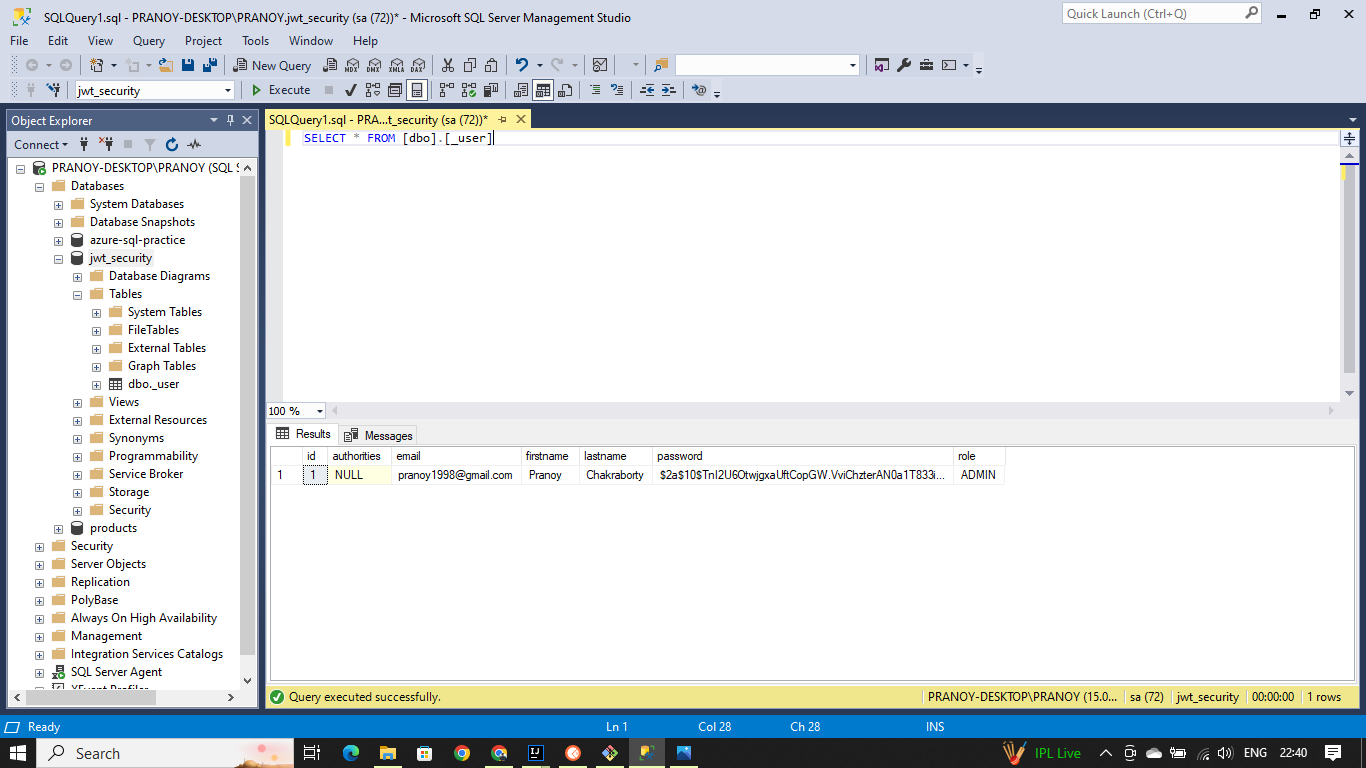 SQLQuery1.sql - PRANOY-DESKTOP\PRANOY.jwt_security (sa (72))* - Microsoft SQL Server Management Studio
Quick Launch (Ctrl+Q)
File Edit View Query Project Tools Window Help
New Query
MDX DMX XMLA DAX
jwt_security
Execute
Object Explorer
SQLQuery1.sql - PRA...t_security (sa (72))*
Connect
SELECT * FROM [dbo].[_user]
PRANOY-DESKTOP\PRANOY (SQL S
Databases
System Databases
Database Snapshots
azure-sql-practice
jwt_security
Database Diagrams
Tables
System Tables
FileTables
External Tables
Graph Tables
dbo._user
Views
External Resources
Synonyms
Programmability
Service Broker
Storage
Security
products
Security
Server Objects
Replication
PolyBase
Always On High Availability
Management
Integration Services Catalogs
SQL Server Agent
XEvent Profiler
100 %
Results Messages
id authorities email firstname lastname password role
1 1 NULL pranoy1998@gmail.com Pranoy Chakraborty $2a$10$TnI2U6OtwjgxaUftCopGW.VviChzterAN0a1T833i... ADMIN
Query executed successfully.
PRANOY-DESKTOP\PRANOY (15.0... sa (72) jwt_security 00:00:00 1 rows
Ready Ln 1 Col 28 Ch 28 INS
Search
IPL Live
ENG 22:40